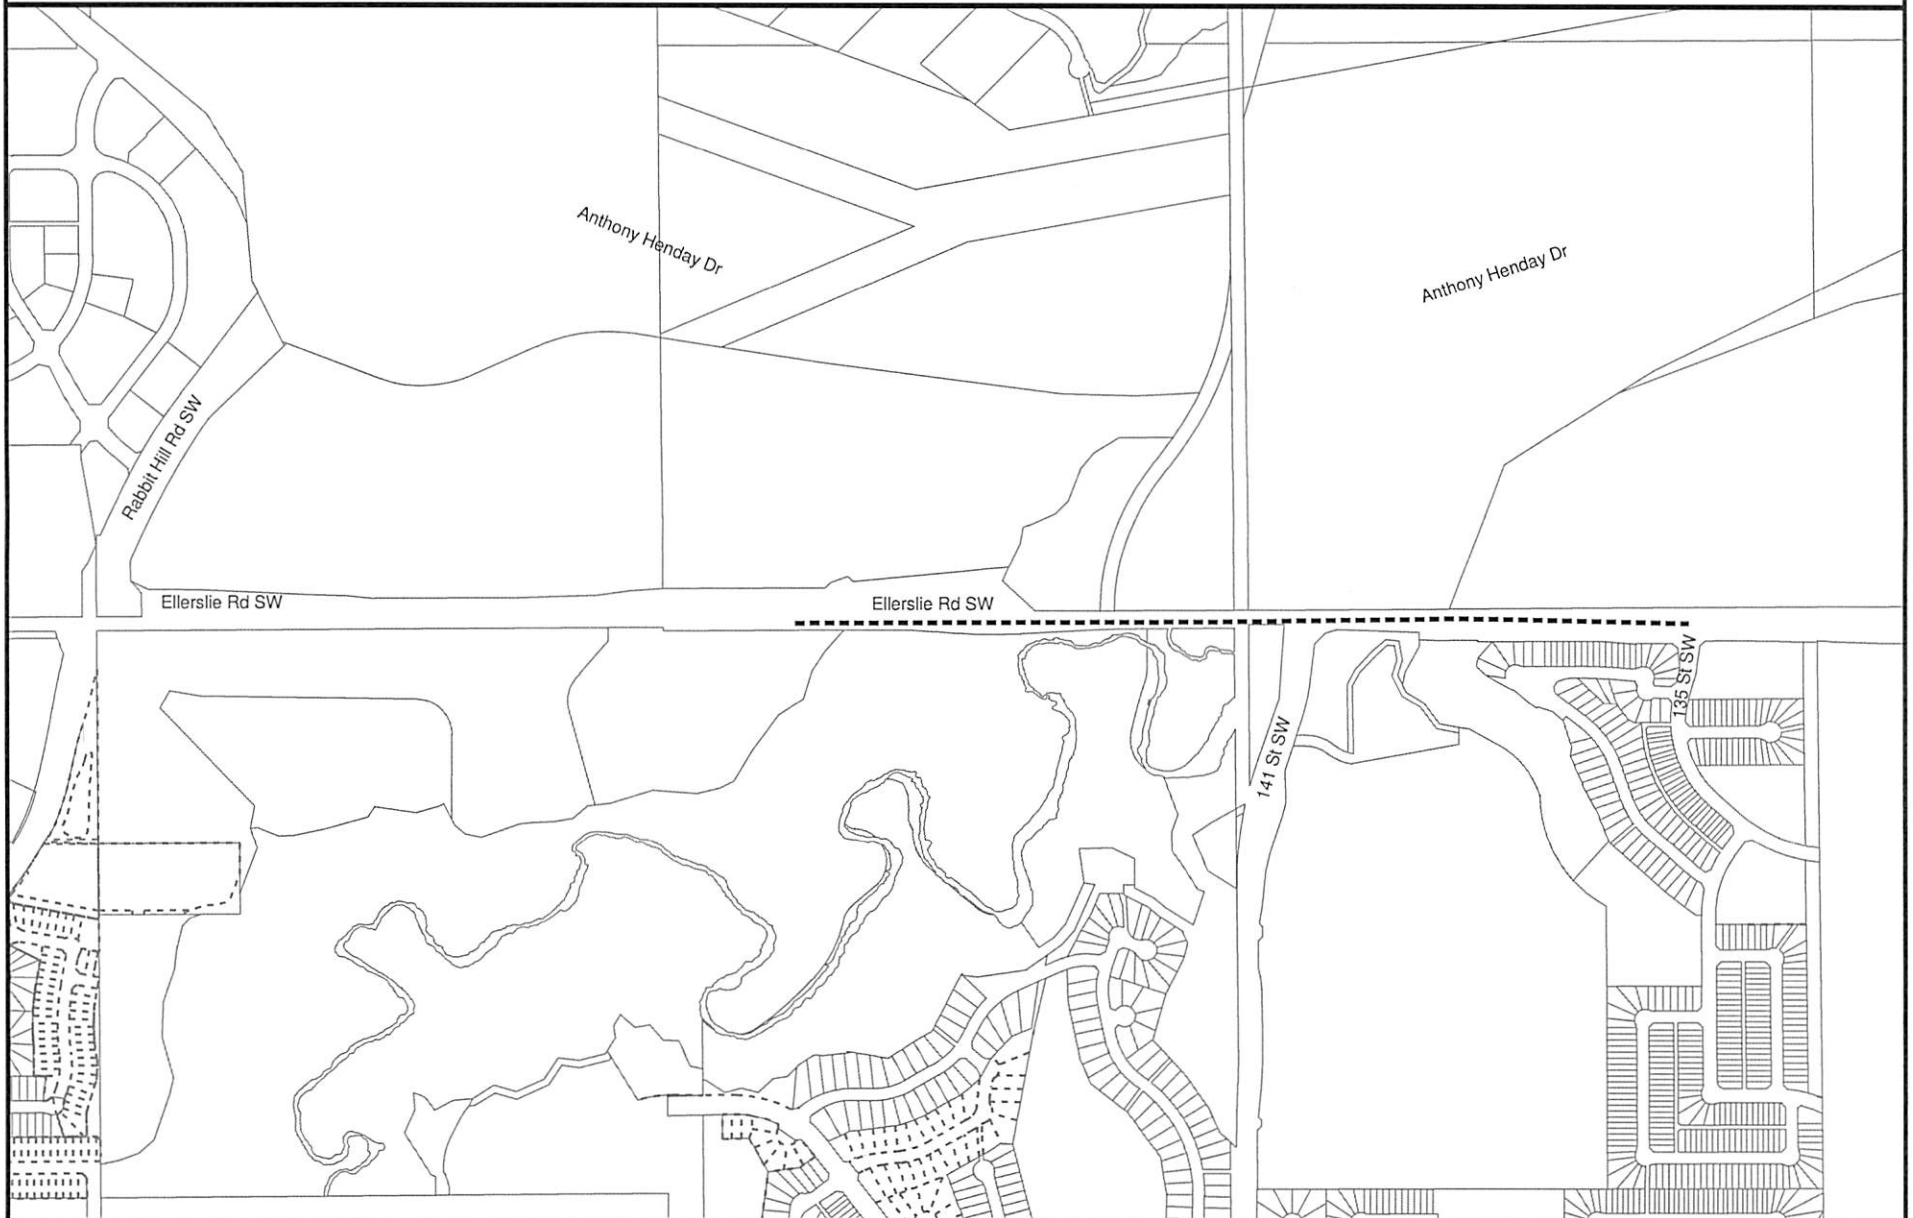 Anthony Henday Dr
Anthony Henday Dr
Rabbit Hill Rd SW
Ellerslie Rd SW
Ellerslie Rd SW
135 St SW
141 St SW